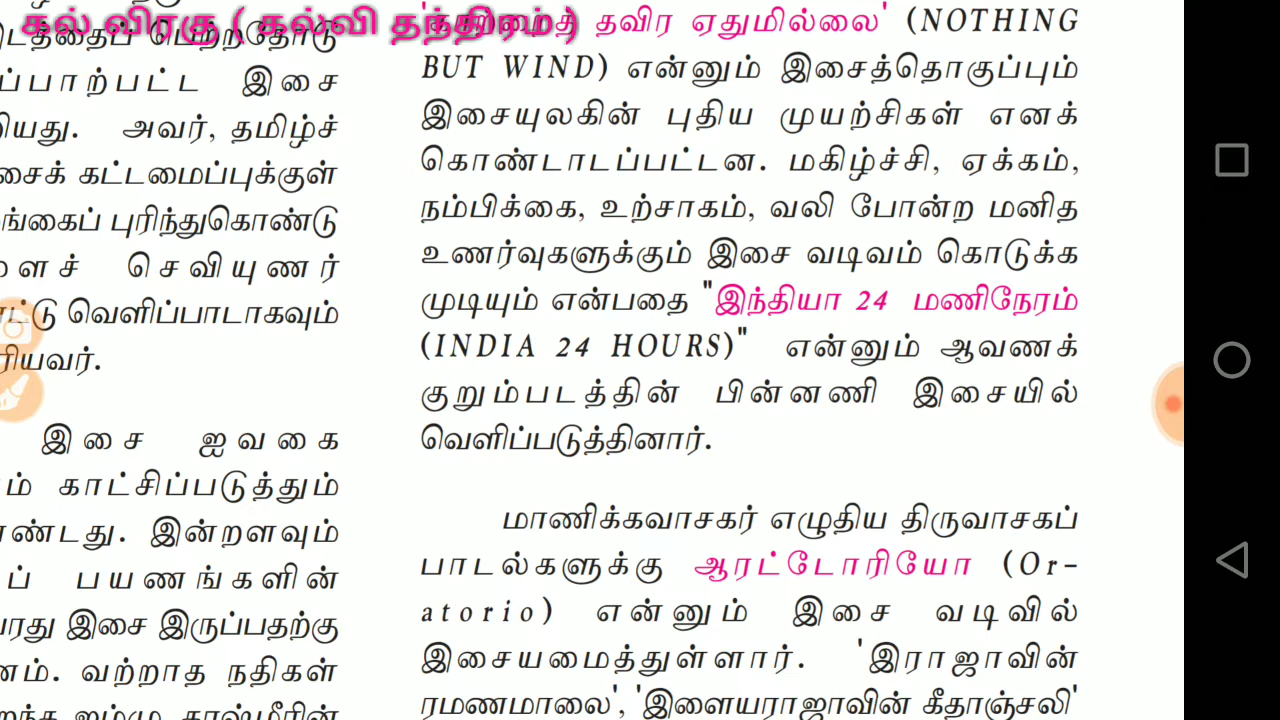 கல் விரகு ( கல்வி தந்திரம் )
ப்பாற்பட்ட இசை
யது. அவர், தமிழ்ச்
சைக் கட்டமைப்புக்குள்
ங்கைப் புரிந்துகொண்டு
ளைச் செவியுணர்
ட்டு வெளிப்பாடாகவும்
ரியவர்.
இசை ஐவகை
ம் காட்சிப்படுத்தும்
ண்டது. இன்றளவும்
ப் பயணங்களின்
ரது இசை இருப்பதற்கு
னம். வற்றாத நதிகள்
தவிர ஏதுமில்லை' (NOTHING
BUT WIND) என்னும் இசைத்தொகுப்பும்
இசையுலகின் புதிய முயற்சிகள் எனக்
கொண்டாடப்பட்டன. மகிழ்ச்சி, ஏக்கம்,
நம்பிக்கை, உற்சாகம், வலி போன்ற மனித
உணர்வுகளுக்கும் இசை வடிவம் கொடுக்க
முடியும் என்பதை "இந்தியா 24 மணிநேரம்
(INDIA 24 HOURS)" என்னும் ஆவணக்
குறும்படத்தின் பின்னணி இசையில்
வெளிப்படுத்தினார்.
மாணிக்கவாசகர் எழுதிய திருவாசகப்
பாடல்களுக்கு ஆரட்டோரியோ (Or-
atorio) என்னும் இசை வடிவில்
இசையமைத்துள்ளார். 'இராஜாவின்
ரமணமாலை', 'இளையராஜாவின் கீதாஞ்சலி'